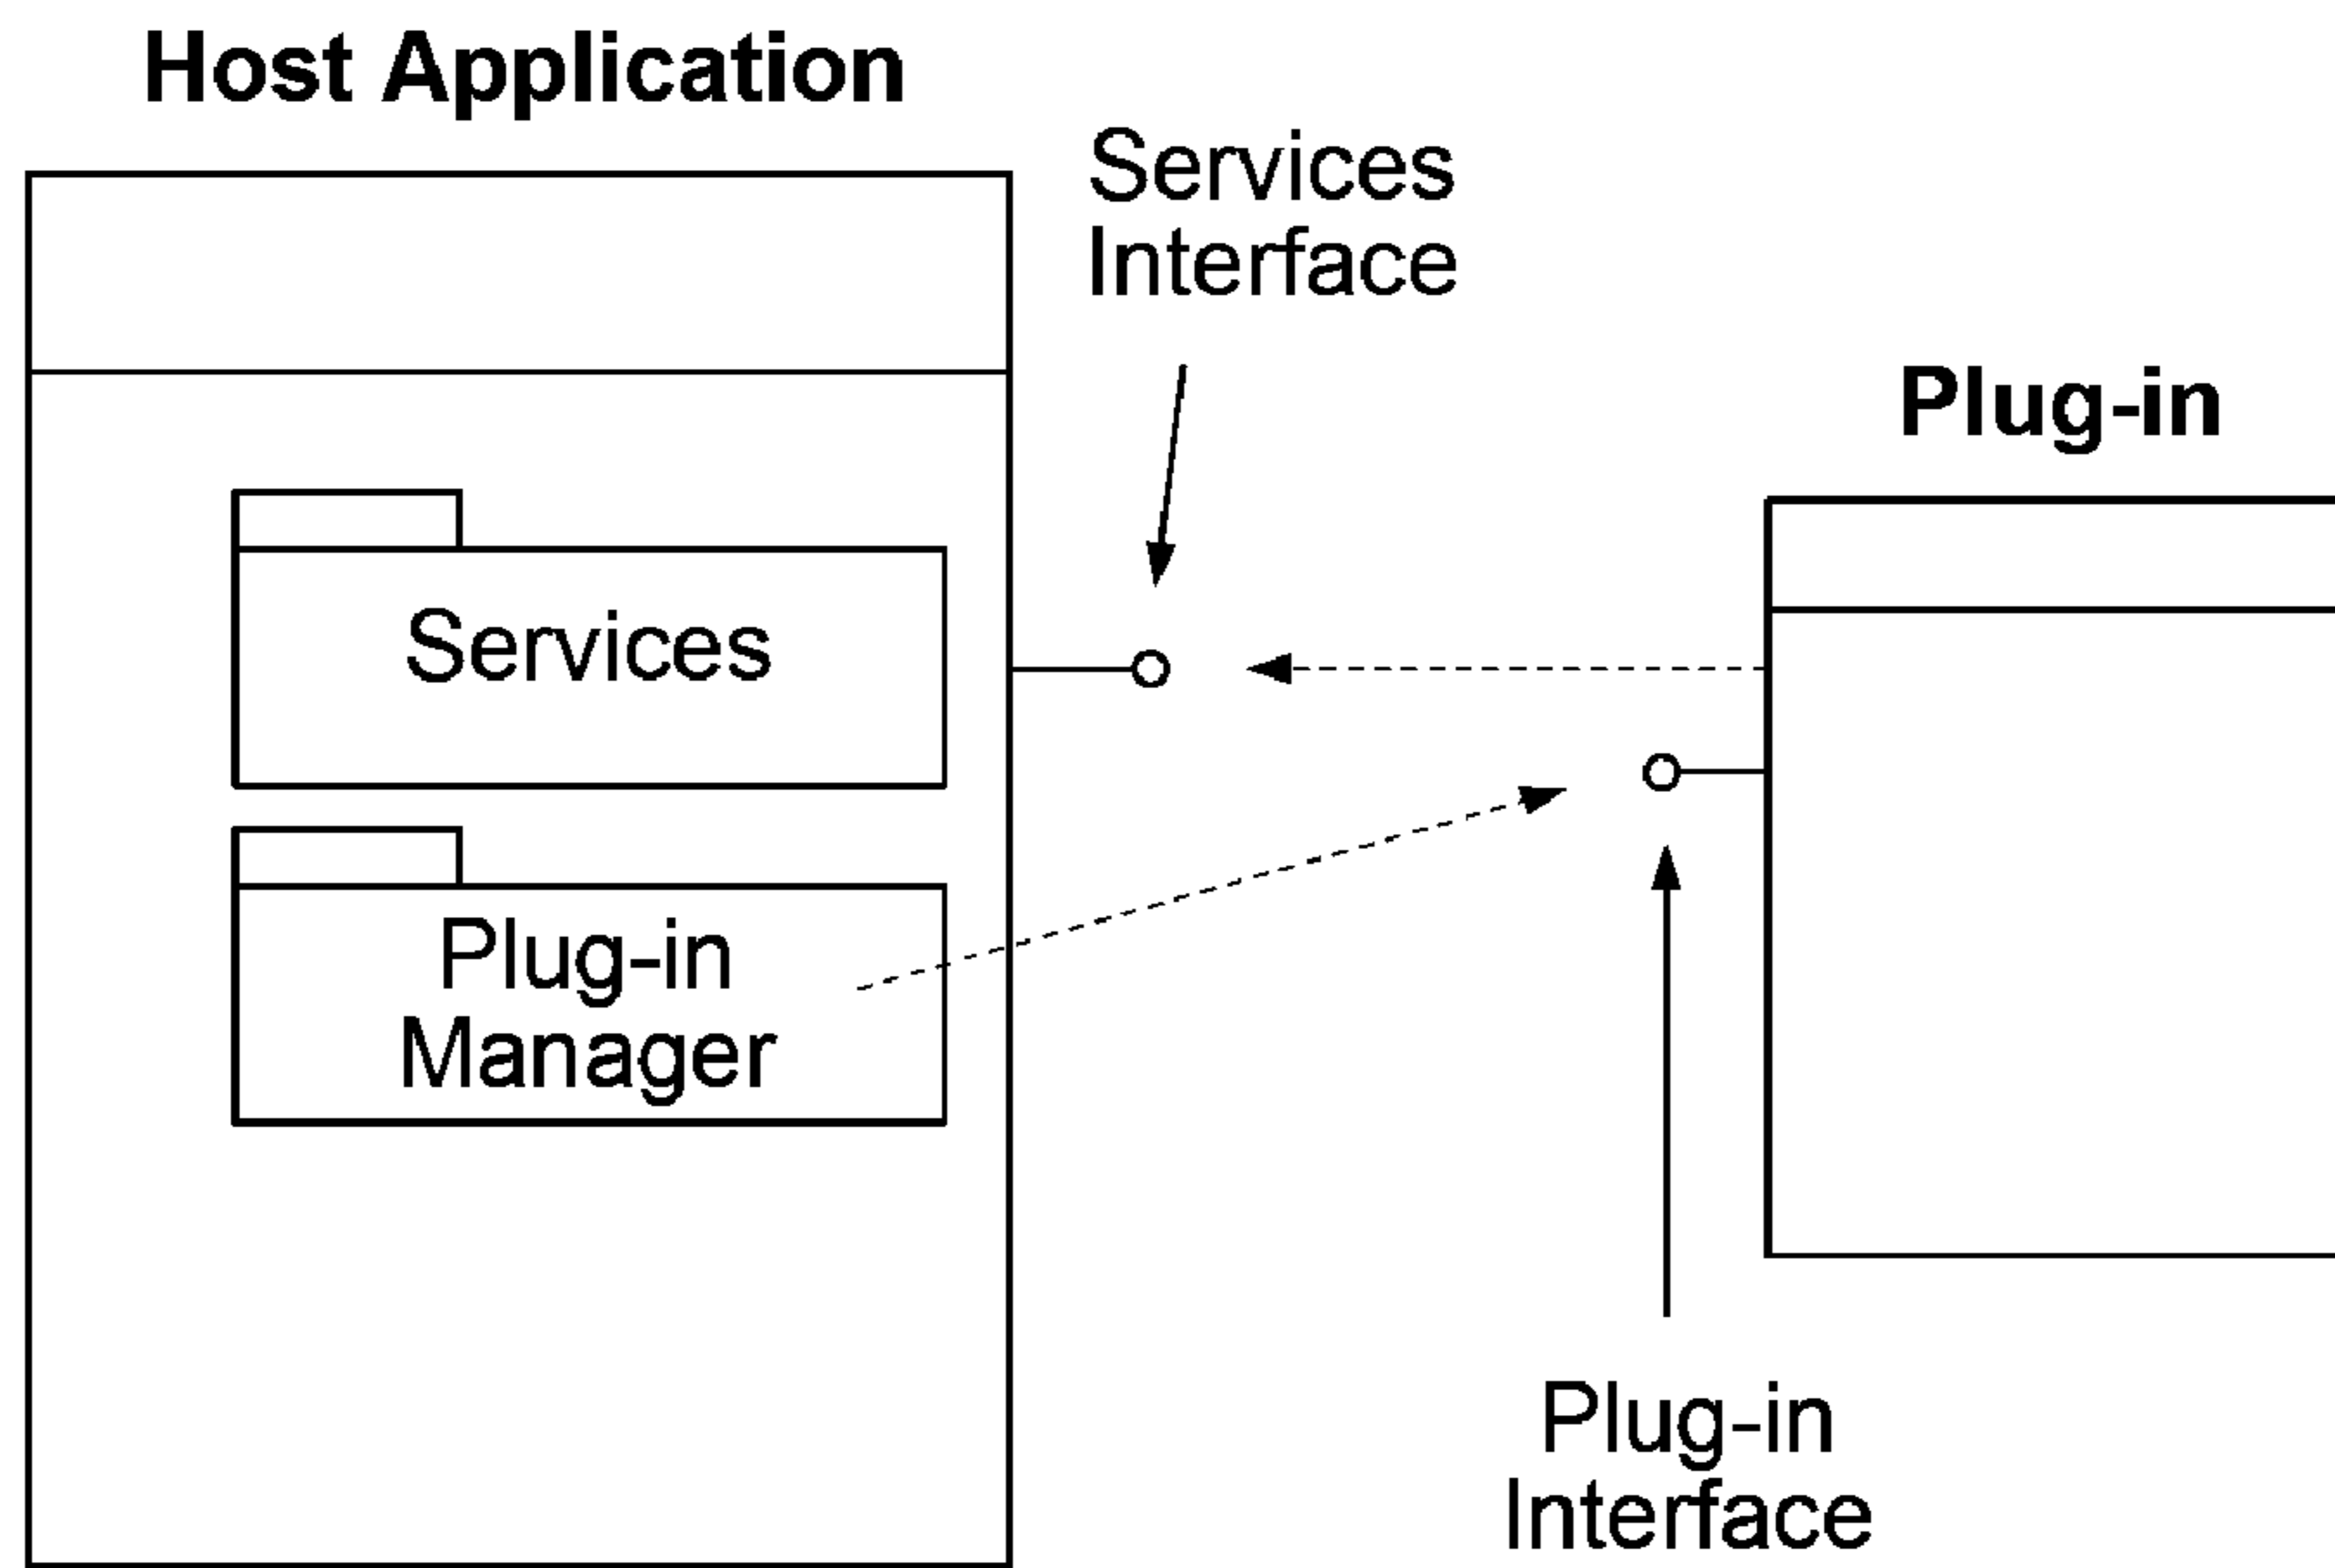 Host Application
Services
Interface
Plug-in
Services
Plug-in
Manager
Plug-in
Interface